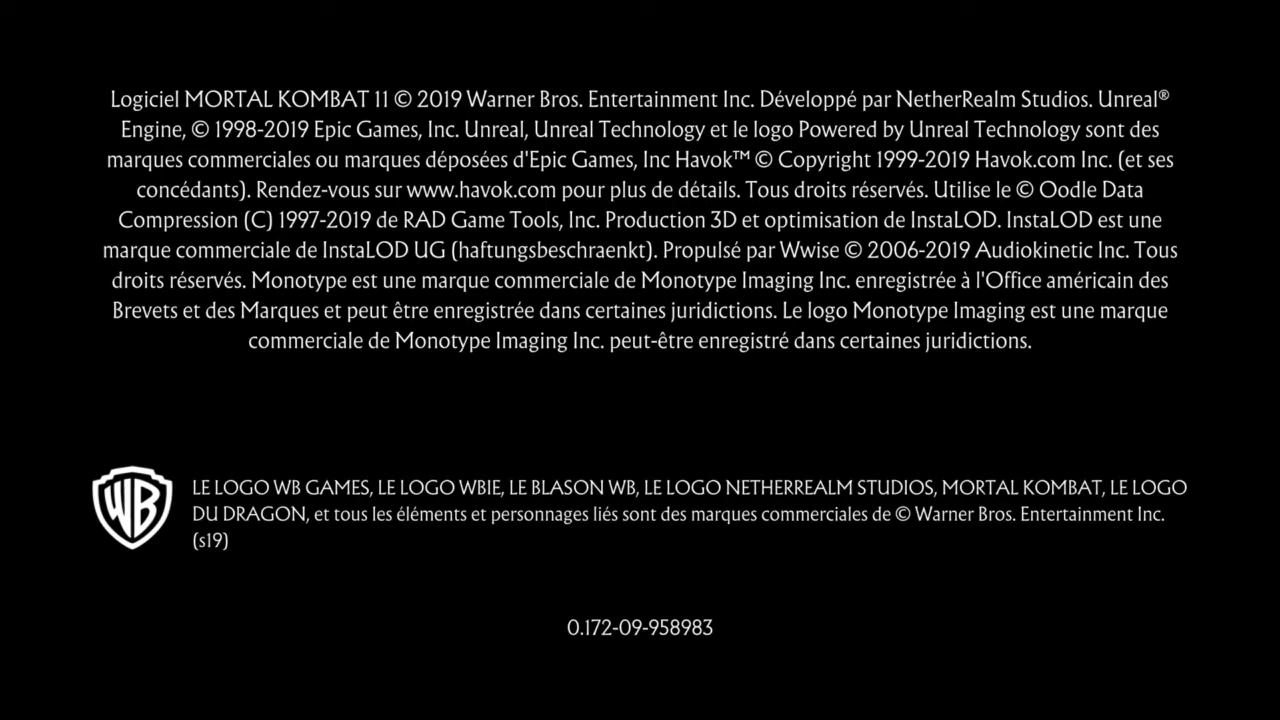 Logiciel MORTAL KOMBAT 11 © 2019 Warner Bros. Entertainment Inc. Développé par NetherRealm Studios. Unreal®
Engine, © 1998-2019 Epic Games, Inc. Unreal, Unreal Technology et le logo Powered by Unreal Technology sont des
marques commerciales ou marques déposées d'Epic Games, Inc Havok™ © Copyright 1999-2019 Havok.com Inc. (et ses
concédants). Rendez-vous sur www.havok.com pour plus de détails. Tous droits réservés. Utilise le © Oodle Data
Compression (C) 1997-2019 de RAD Game Tools, Inc. Production 3D et optimisation de InstaLOD. InstaLOD est une
marque commerciale de InstaLOD UG (haftungsbeschraenkt). Propulsé par Wwise © 2006-2019 Audiokinetic Inc. Tous
droits réservés. Monotype est une marque commerciale de Monotype Imaging Inc. enregistrée à l'Office américain des
Brevets et des Marques et peut être enregistrée dans certaines juridictions. Le logo Monotype Imaging est une marque
commerciale de Monotype Imaging Inc. peut-être enregistré dans certaines juridictions.
WB
LE LOGO WB GAMES, LE LOGO WBIE, LE BLASON WB, LE LOGO NETHERREALM STUDIOS, MORTAL KOMBAT, LE LOGO
DU DRAGON, et tous les éléments et personnages liés sont des marques commerciales de © Warner Bros. Entertainment Inc.
(s19)
0.172-09-958983